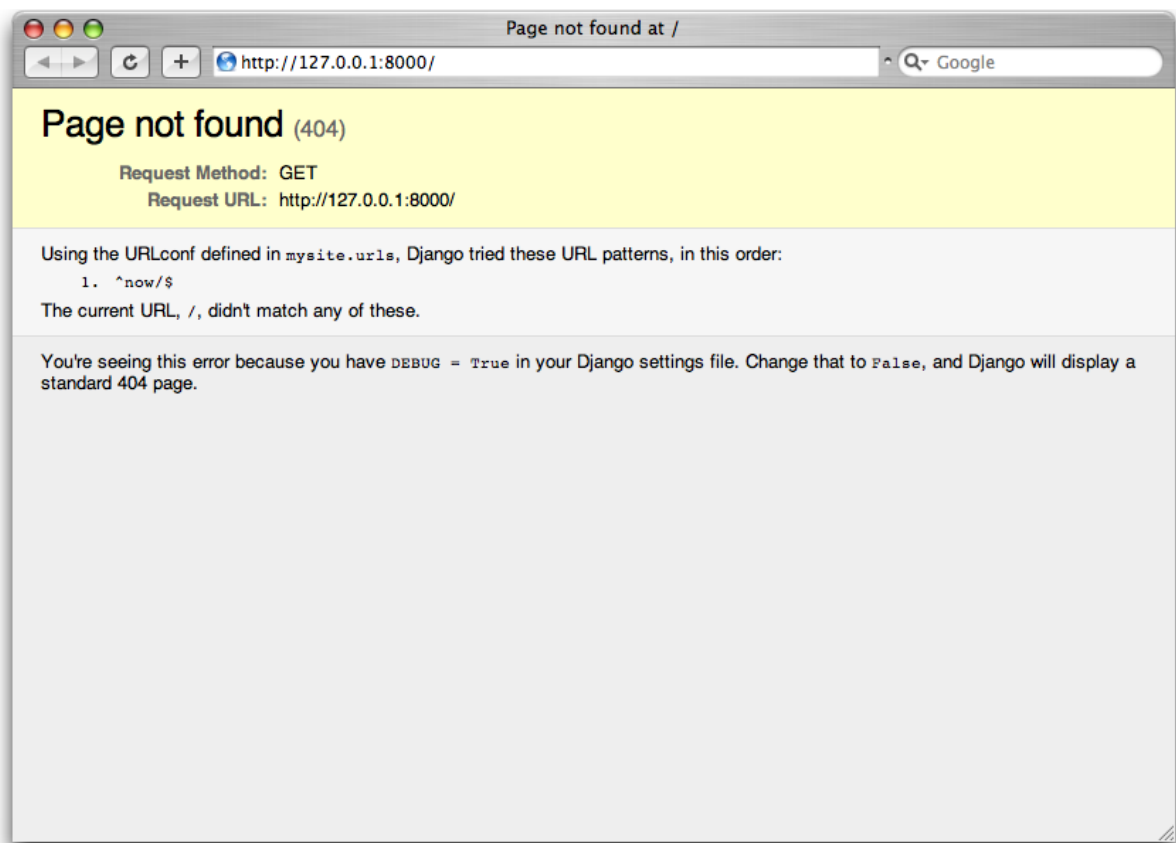 Page not found at /
http://127.0.0.1:8000/
Google
Page not found (404)
Request Method: GET
Request URL: http://127.0.0.1:8000/
Using the URLconf defined in mysite.urls, Django tried these URL patterns, in this order:
1. ^now/$
The current URL, /, didn't match any of these.
You're seeing this error because you have DEBUG = True in your Django settings file. Change that to False, and Django will display a
standard 404 page.